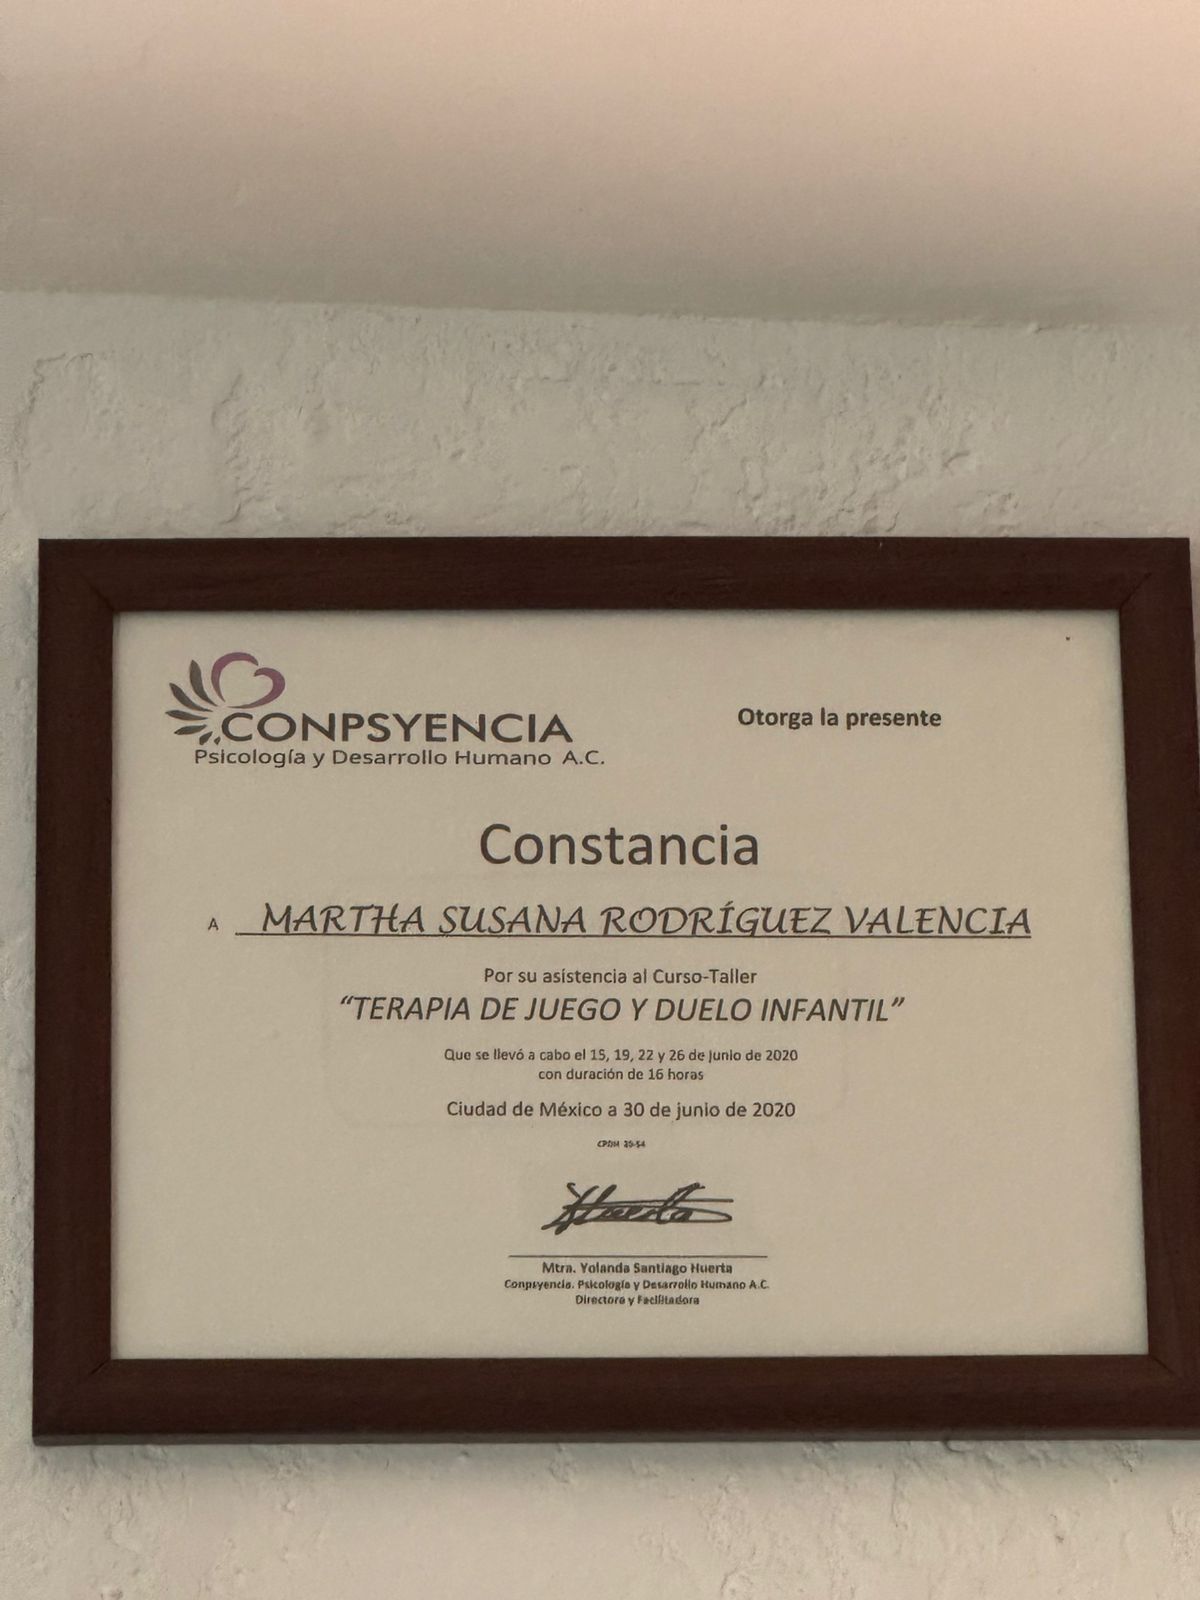 CONPSYENCIA
Psicología y Desarrollo Humano A.C.
Otorga la presente
Constancia
A MARTHA SUSANA RODRÍGUEZ VALENCIA
Por su asistencia al Curso-Taller
“TERAPIA DE JUEGO Y DUELO INFANTIL”
Que se llevó a cabo el 15, 19, 22 y 26 de junio de 2020
con duración de 16 horas
Ciudad de México a 30 de junio de 2020
CPDH 20-54
Mtra. Yolanda Santiago Huerta
Conpsyencia. Psicología y Desarrollo Humano A.C.
Directora y Facilitadora